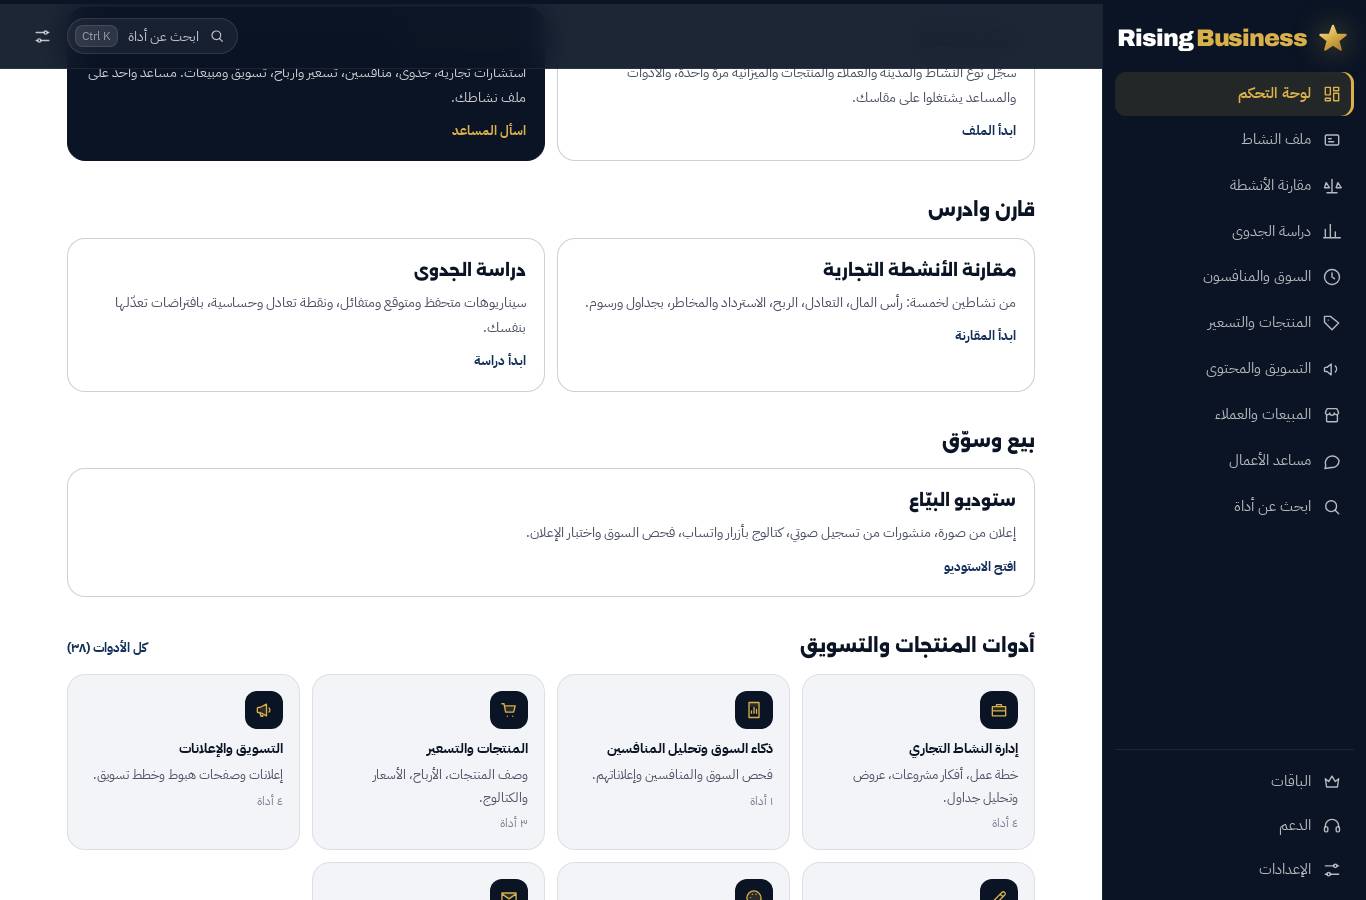 Rising Business
لوحة التحكم
ملف النشاط
مقارنة الأنشطة
دراسة الجدوى
السوق والمنافسون
المنتجات والتسعير
التسويق والمحتوى
المبيعات والعملاء
مساعد الأعمال
ابحث عن أداة
الباقات
الدعم
الإعدادات
ابحث عن أداة Ctrl K
سجّل نوع النشاط والمدينة والعملاء والمنتجات والميزانية مرة واحدة، والأدوات
والمساعد يشتغلوا على مقاسك.
ابدأ الملف
استشارات تجارية، جدوى، منافسين، تسعير وأرباح، تسويق ومبيعات. مساعد واحد على
ملف نشاطك.
اسأل المساعد
قارن وادرس
مقارنة الأنشطة التجارية
من نشاطين لخمسة: رأس المال، التعادل، الربح، الاسترداد والمخاطر، بجداول ورسوم.
ابدأ المقارنة
دراسة الجدوى
سيناريوهات متحفظ ومتوقع ومتفائل، ونقطة تعادل وحساسية، بافتراضات تعدّلها
بنفسك.
ابدأ دراسة
بيع وسوّق
ستوديو البيّاع
إعلان من صورة، منشورات من تسجيل صوتي، كتالوج بأزرار واتساب، فحص السوق واختبار الإعلان.
افتح الاستوديو
أدوات المنتجات والتسويق
كل الأدوات (٣٨)
إدارة النشاط التجاري
خطة عمل، أفكار مشروعات، عروض
وتحليل جداول.
٤ أداة
ذكاء السوق وتحليل المنافسين
فحص السوق والمنافسين وإعلاناتهم.
١ أداة
المنتجات والتسعير
وصف المنتجات، الأرباح، الأسعار
والكتالوج.
٣ أداة
التسويق والإعلانات
إعلانات وصفحات هبوط وخطط تسويق.
٤ أداة